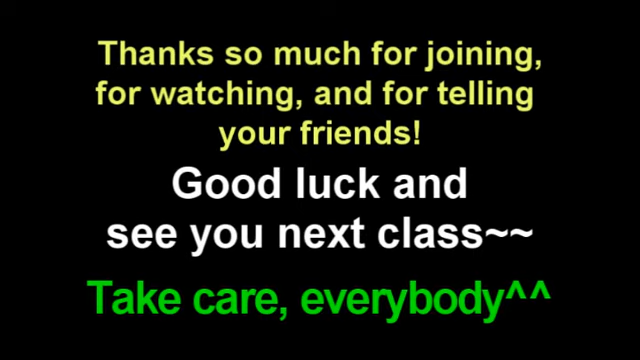 Thanks so much for joining,
for watching, and for telling
your friends!
Good luck and
see you next class~~
Take care, everybody^^